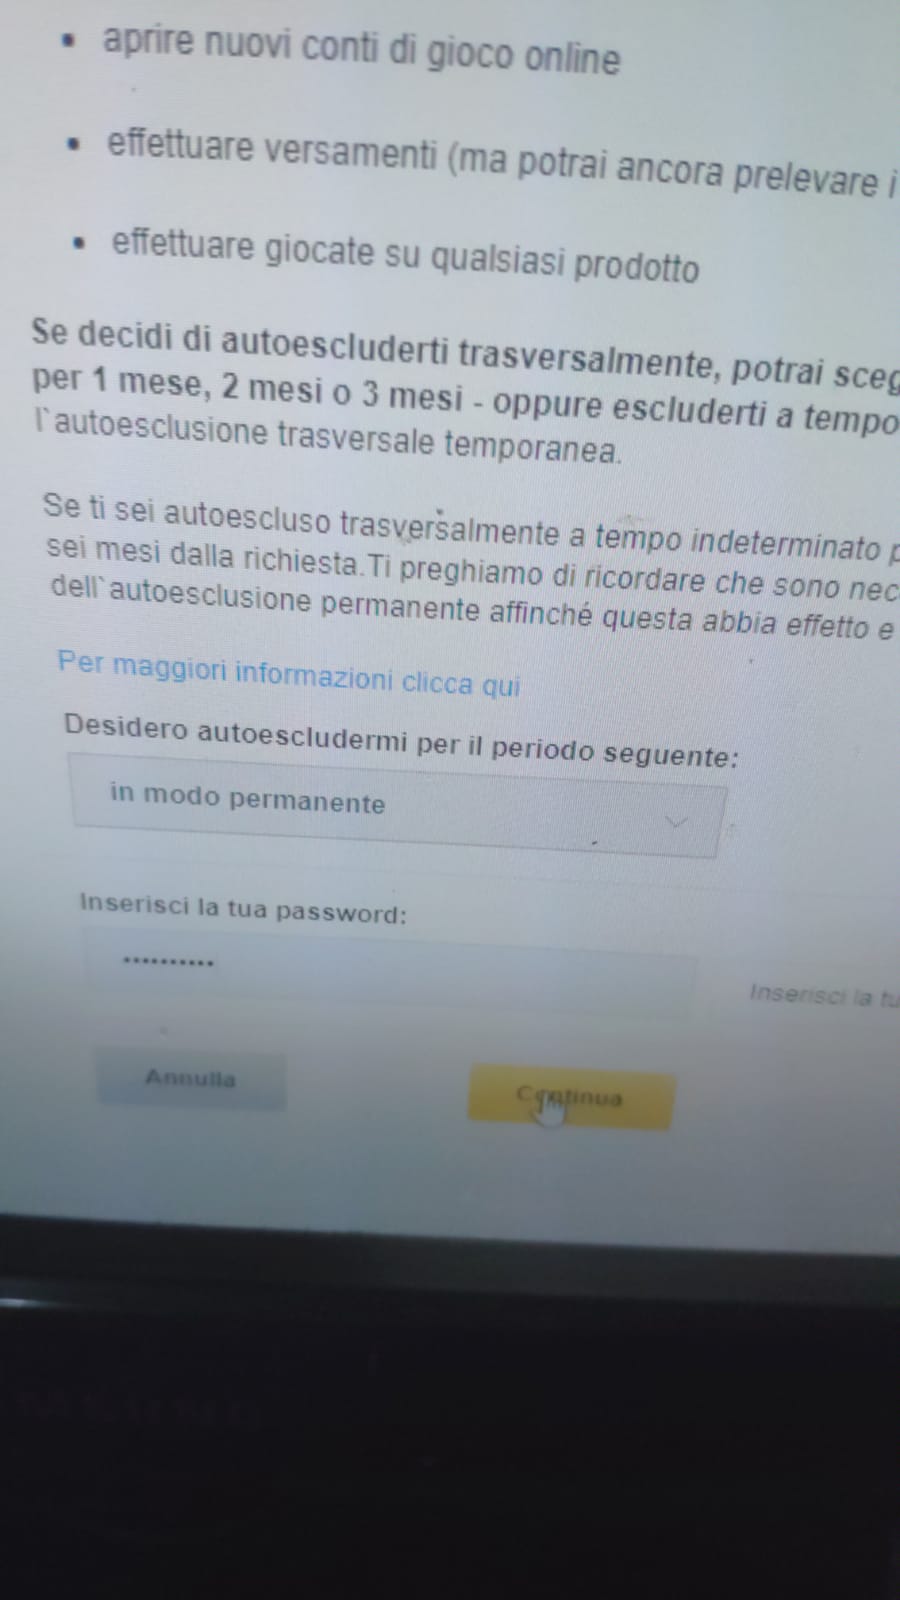 aprire nuovi conti di gioco online
effettuare versamenti (ma potrai ancora prelevare i
effettuare giocate su qualsiasi prodotto
Se decidi di autoescluderti trasversalmente, potrai sceg
per 1 mese, 2 mesi o 3 mesi - oppure escluderti a tempo
l`autoesclusione trasversale temporanea.
Se ti sei autoescluso trasversalmente a tempo indeterminato p
sei mesi dalla richiesta.Ti preghiamo di ricordare che sono nec
dell`autoesclusione permanente affinché questa abbia effetto e
Per maggiori informazioni clicca qui
Desidero autoescludermi per il periodo seguente:
in modo permanente
Inserisci la tua password:
••••••••••
Inserisci la tu
Annulla
Continua